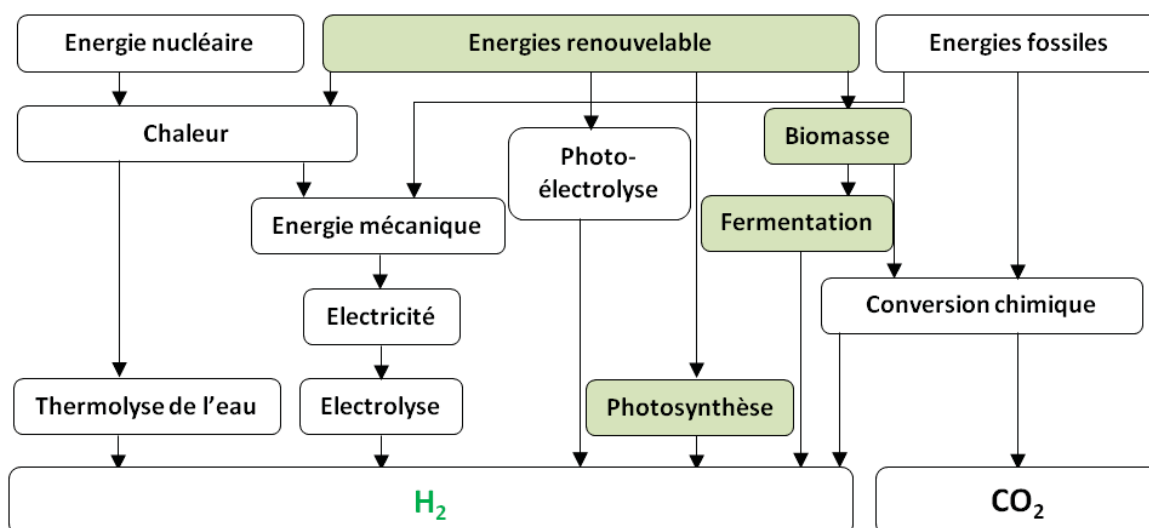 Energie nucléaire
Energies renouvelable
Energies fossiles
Chaleur
Photo-
électrolyse
Biomasse
Energie mécanique
Fermentation
Electricité
Conversion chimique
Thermolyse de l'eau
Electrolyse
Photosynthèse
H₂
CO₂